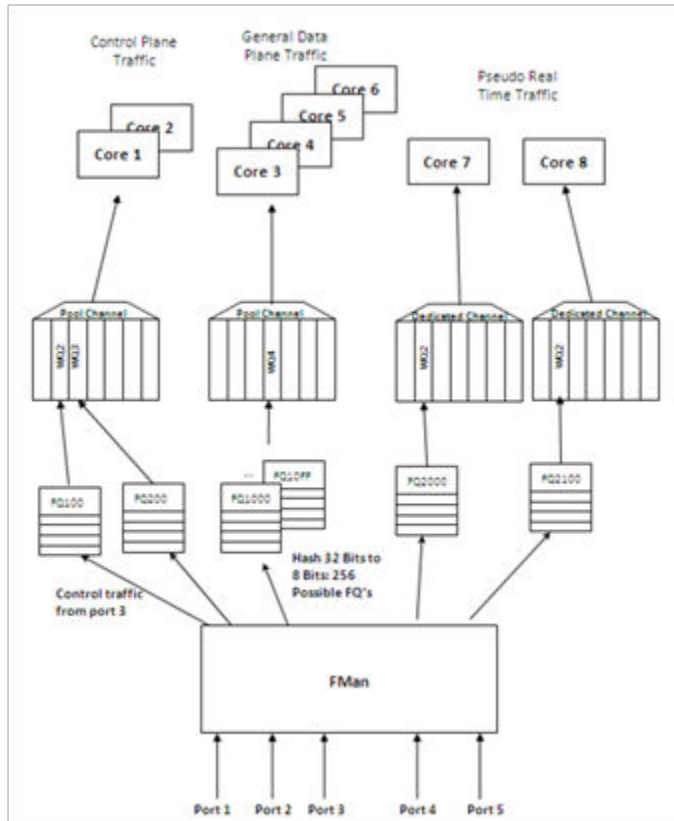 Control Plane
Traffic
General Data
Plane Traffic
Pseudo Real
Time Traffic
Core 1
Core 2
Core 3
Core 4
Core 5
Core 6
Core 7
Core 8
Pool Channel
WQ2
WQ3
Pool Channel
WQ4
Dedicated Channel
WQ2
Dedicated Channel
WQ2
FQ100
FQ200
...
FQ1000
FQ10FF
FQ2000
FQ2100
Control traffic
from port 3
Hash 32 Bits to
8 Bits: 256
Possible FQ's
FMan
Port 1
Port 2
Port 3
Port 4
Port 5